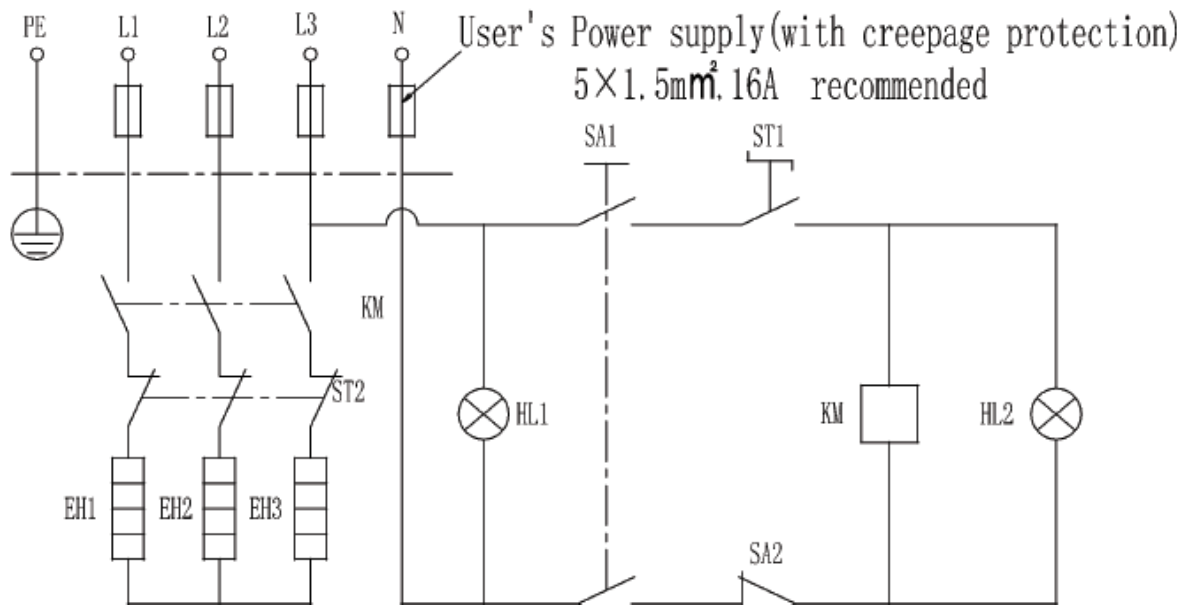 PE L1 L2 L3 N User's Power supply(with creepage protection)
5×1.5mm², 16A recommended
SA1 ST1
KM
ST2
HL1 KM HL2
EH1 EH2 EH3
SA2